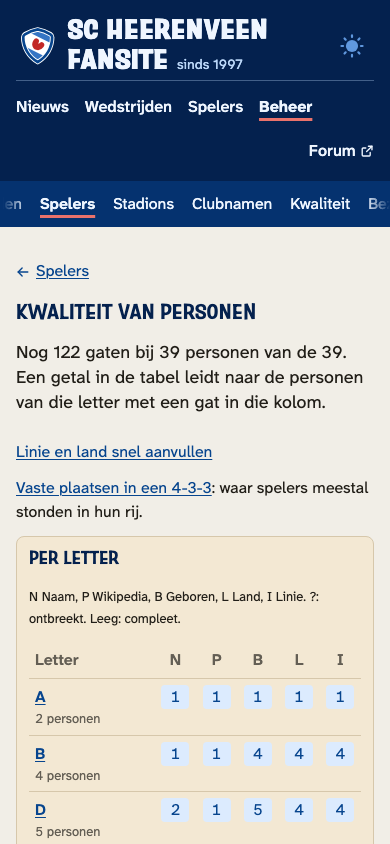 SC HEERENVEEN
FANSITE sinds 1997
Nieuws Wedstrijden Spelers Beheer
Forum
en Spelers Stadions Clubnamen Kwaliteit Be
← Spelers
KWALITEIT VAN PERSONEN
Nog 122 gaten bij 39 personen van de 39.
Een getal in de tabel leidt naar de personen
van die letter met een gat in die kolom.
Linie en land snel aanvullen
Vaste plaatsen in een 4-3-3: waar spelers meestal
stonden in hun rij.
PER LETTER
N Naam, P Wikipedia, B Geboren, L Land, I Linie. ?:
ontbreekt. Leeg: compleet.
Letter N P B L I
A 1 1 1 1 1
2 personen
B 1 1 4 4 4
4 personen
D 2 1 5 4 4
5 personen